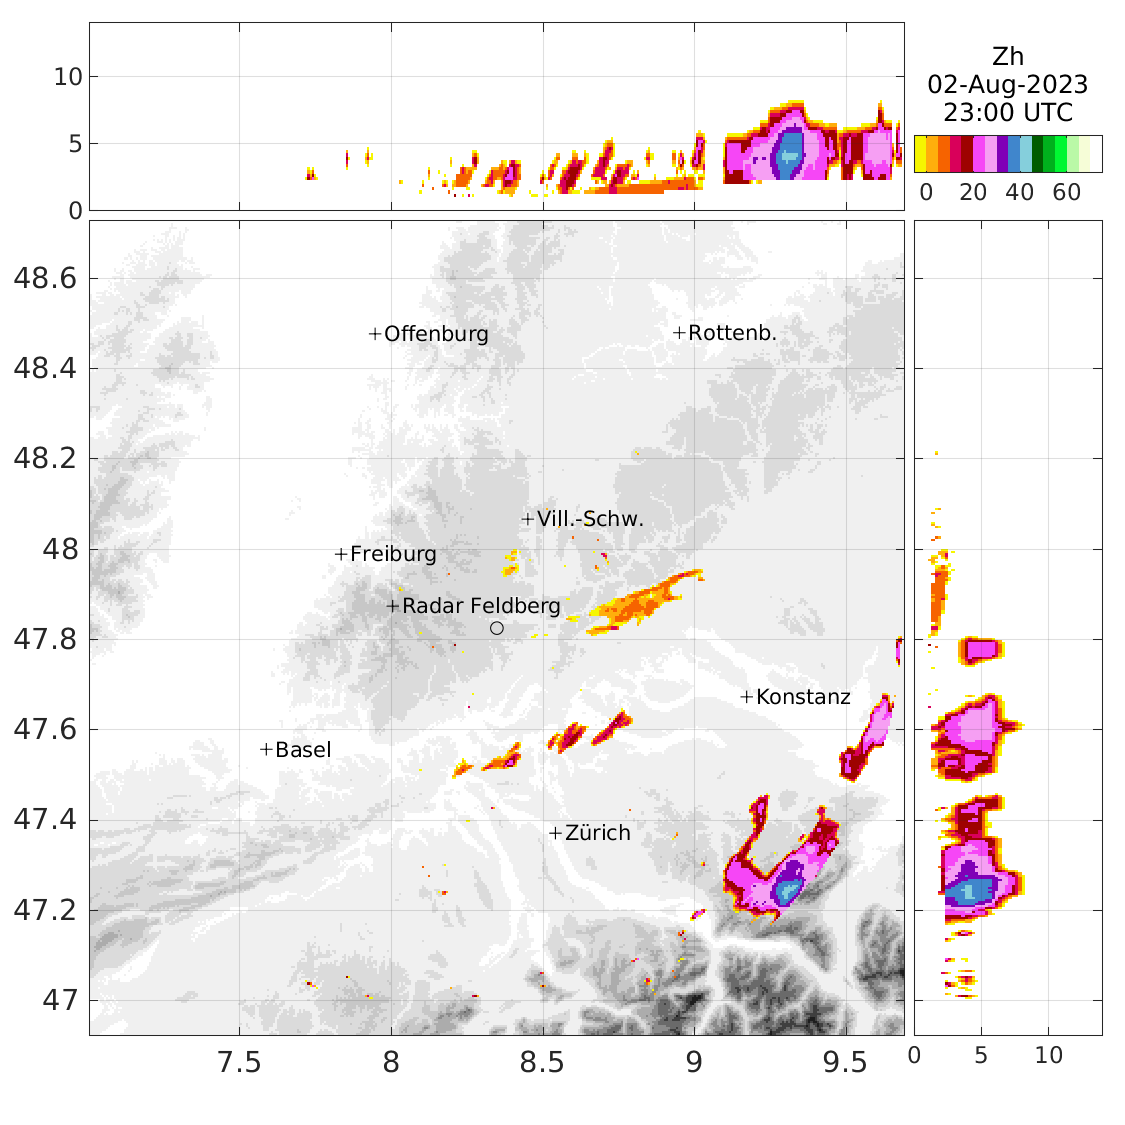 10
5
0
Zh
02-Aug-2023
23:00 UTC
0 20 40 60
48.6
48.4
48.2
48
47.8
47.6
47.4
47.2
47
+Offenburg
+Rottenb.
+Vill.-Schw.
+Freiburg
+Radar Feldberg
+Konstanz
+Basel
+Zürich
7.5 8 8.5 9 9.5
0 5 10